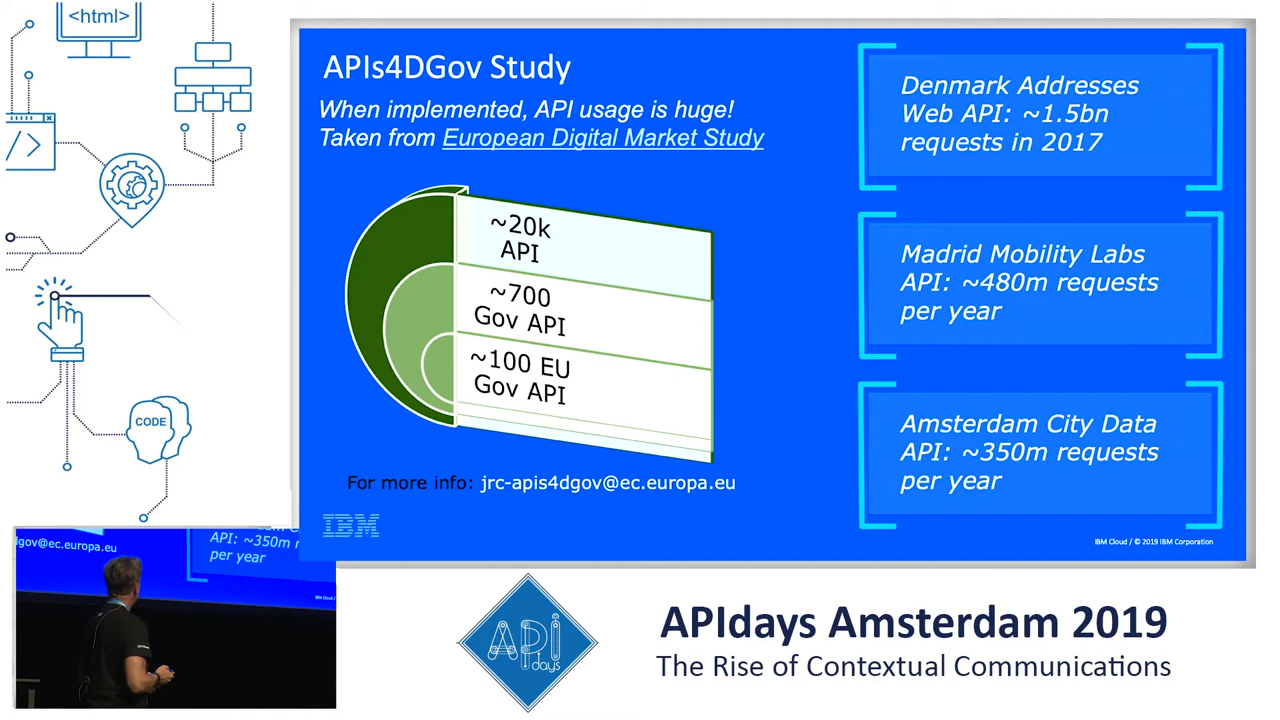 <html>
</>
CODE
APIs4DGov Study
When implemented, API usage is huge!
Taken from European Digital Market Study
~20k
API
~700
Gov API
~100 EU
Gov API
For more info: jrc-apis4dgov@ec.europa.eu
IBM
Denmark Addresses
Web API: ~1.5bn
requests in 2017
Madrid Mobility Labs
API: ~480m requests
per year
Amsterdam City Data
API: ~350m requests
per year
IBM Cloud / © 2019 IBM Corporation
dgov@ec.europa.eu
API: ~350m r
per year
API
days
APIdays Amsterdam 2019
The Rise of Contextual Communications